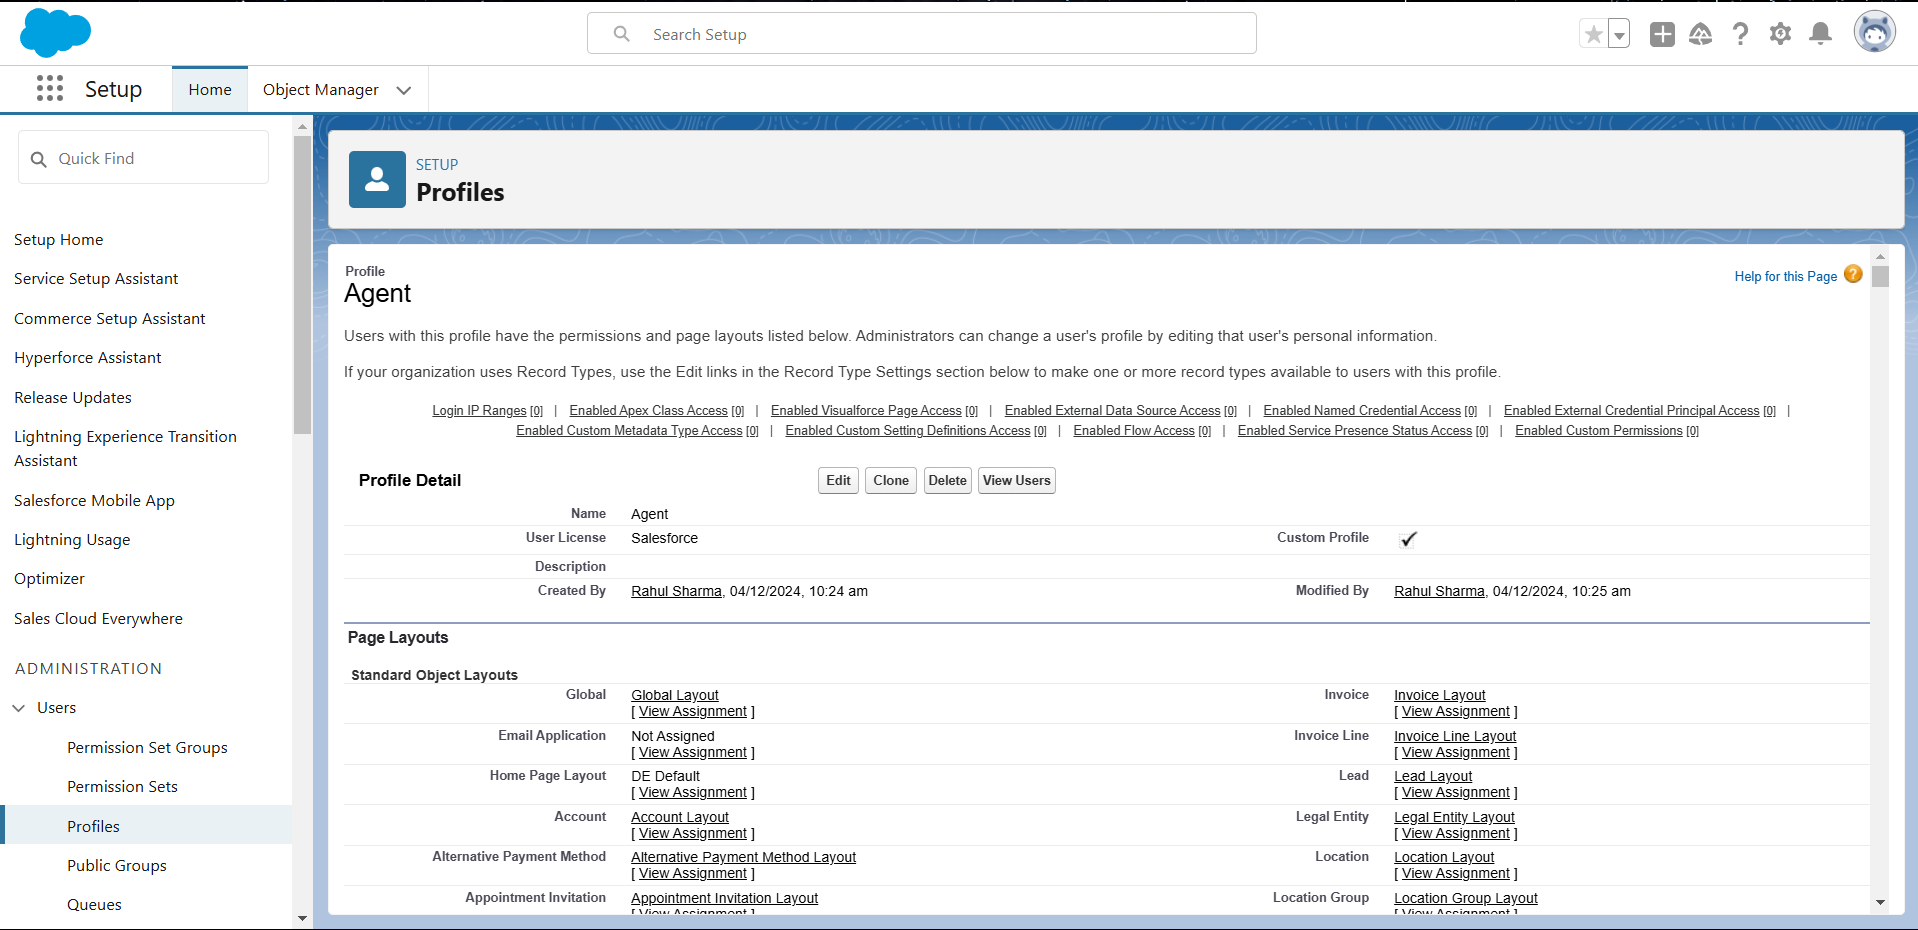 Search Setup
Setup
Home
Object Manager
Quick Find
Setup Home
Service Setup Assistant
Commerce Setup Assistant
Hyperforce Assistant
Release Updates
Lightning Experience Transition
Assistant
Salesforce Mobile App
Lightning Usage
Optimizer
Sales Cloud Everywhere
ADMINISTRATION
Users
Permission Set Groups
Permission Sets
Profiles
Public Groups
Queues
SETUP
Profiles
Profile
Agent
Help for this Page ?
Users with this profile have the permissions and page layouts listed below. Administrators can change a user's profile by editing that user's personal information.
If your organization uses Record Types, use the Edit links in the Record Type Settings section below to make one or more record types available to users with this profile.
Login IP Ranges [0] | Enabled Apex Class Access [0] | Enabled Visualforce Page Access [0] | Enabled External Data Source Access [0] | Enabled Named Credential Access [0] | Enabled External Credential Principal Access [0] |
Enabled Custom Metadata Type Access [0] | Enabled Custom Setting Definitions Access [0] | Enabled Flow Access [0] | Enabled Service Presence Status Access [0] | Enabled Custom Permissions [0]
Profile Detail
Edit Clone Delete View Users
Name Agent
User License Salesforce Custom Profile
Description
Created By Rahul Sharma, 04/12/2024, 10:24 am Modified By Rahul Sharma, 04/12/2024, 10:25 am
Page Layouts
Standard Object Layouts
Global Global Layout Invoice Invoice Layout
[ View Assignment ] [ View Assignment ]
Email Application Not Assigned Invoice Line Invoice Line Layout
[ View Assignment ] [ View Assignment ]
Home Page Layout DE Default Lead Lead Layout
[ View Assignment ] [ View Assignment ]
Account Account Layout Legal Entity Legal Entity Layout
[ View Assignment ] [ View Assignment ]
Alternative Payment Method Alternative Payment Method Layout Location Location Layout
[ View Assignment ] [ View Assignment ]
Appointment Invitation Appointment Invitation Layout Location Group Location Group Layout
[ View Assignment ] [ View Assignment ]